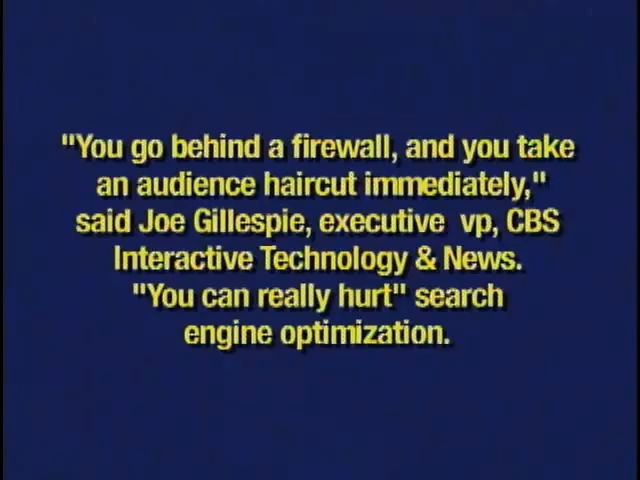 "You go behind a firewall, and you take
an audience haircut immediately,"
said Joe Gillespie, executive vp, CBS
Interactive Technology & News.
"You can really hurt" search
engine optimization.